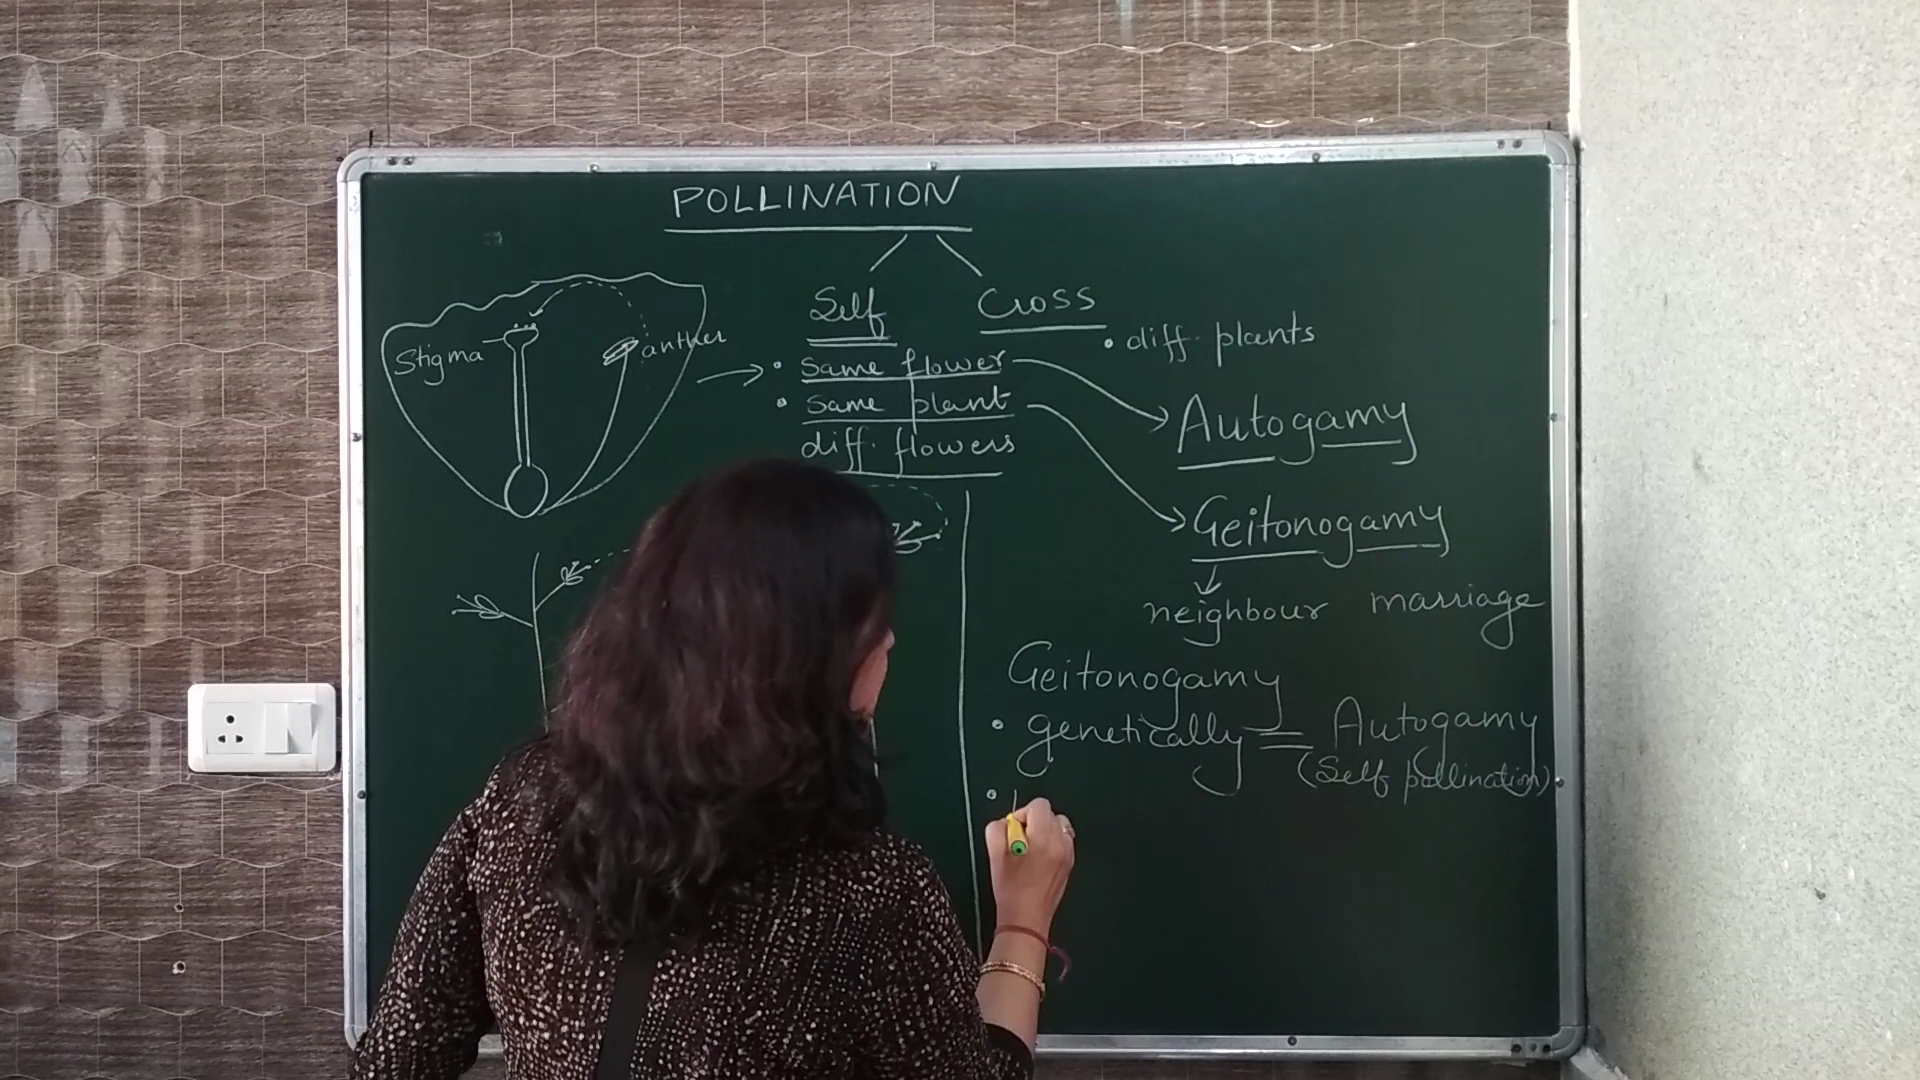 POLLINATION
Self Cross
• diff. plants
Stigma anther
• Same flower
• Same plant
diff. flowers
Autogamy
Geitonogamy
neighbour marriage
Geitonogamy
• genetically = Autogamy
(Self pollination)
•